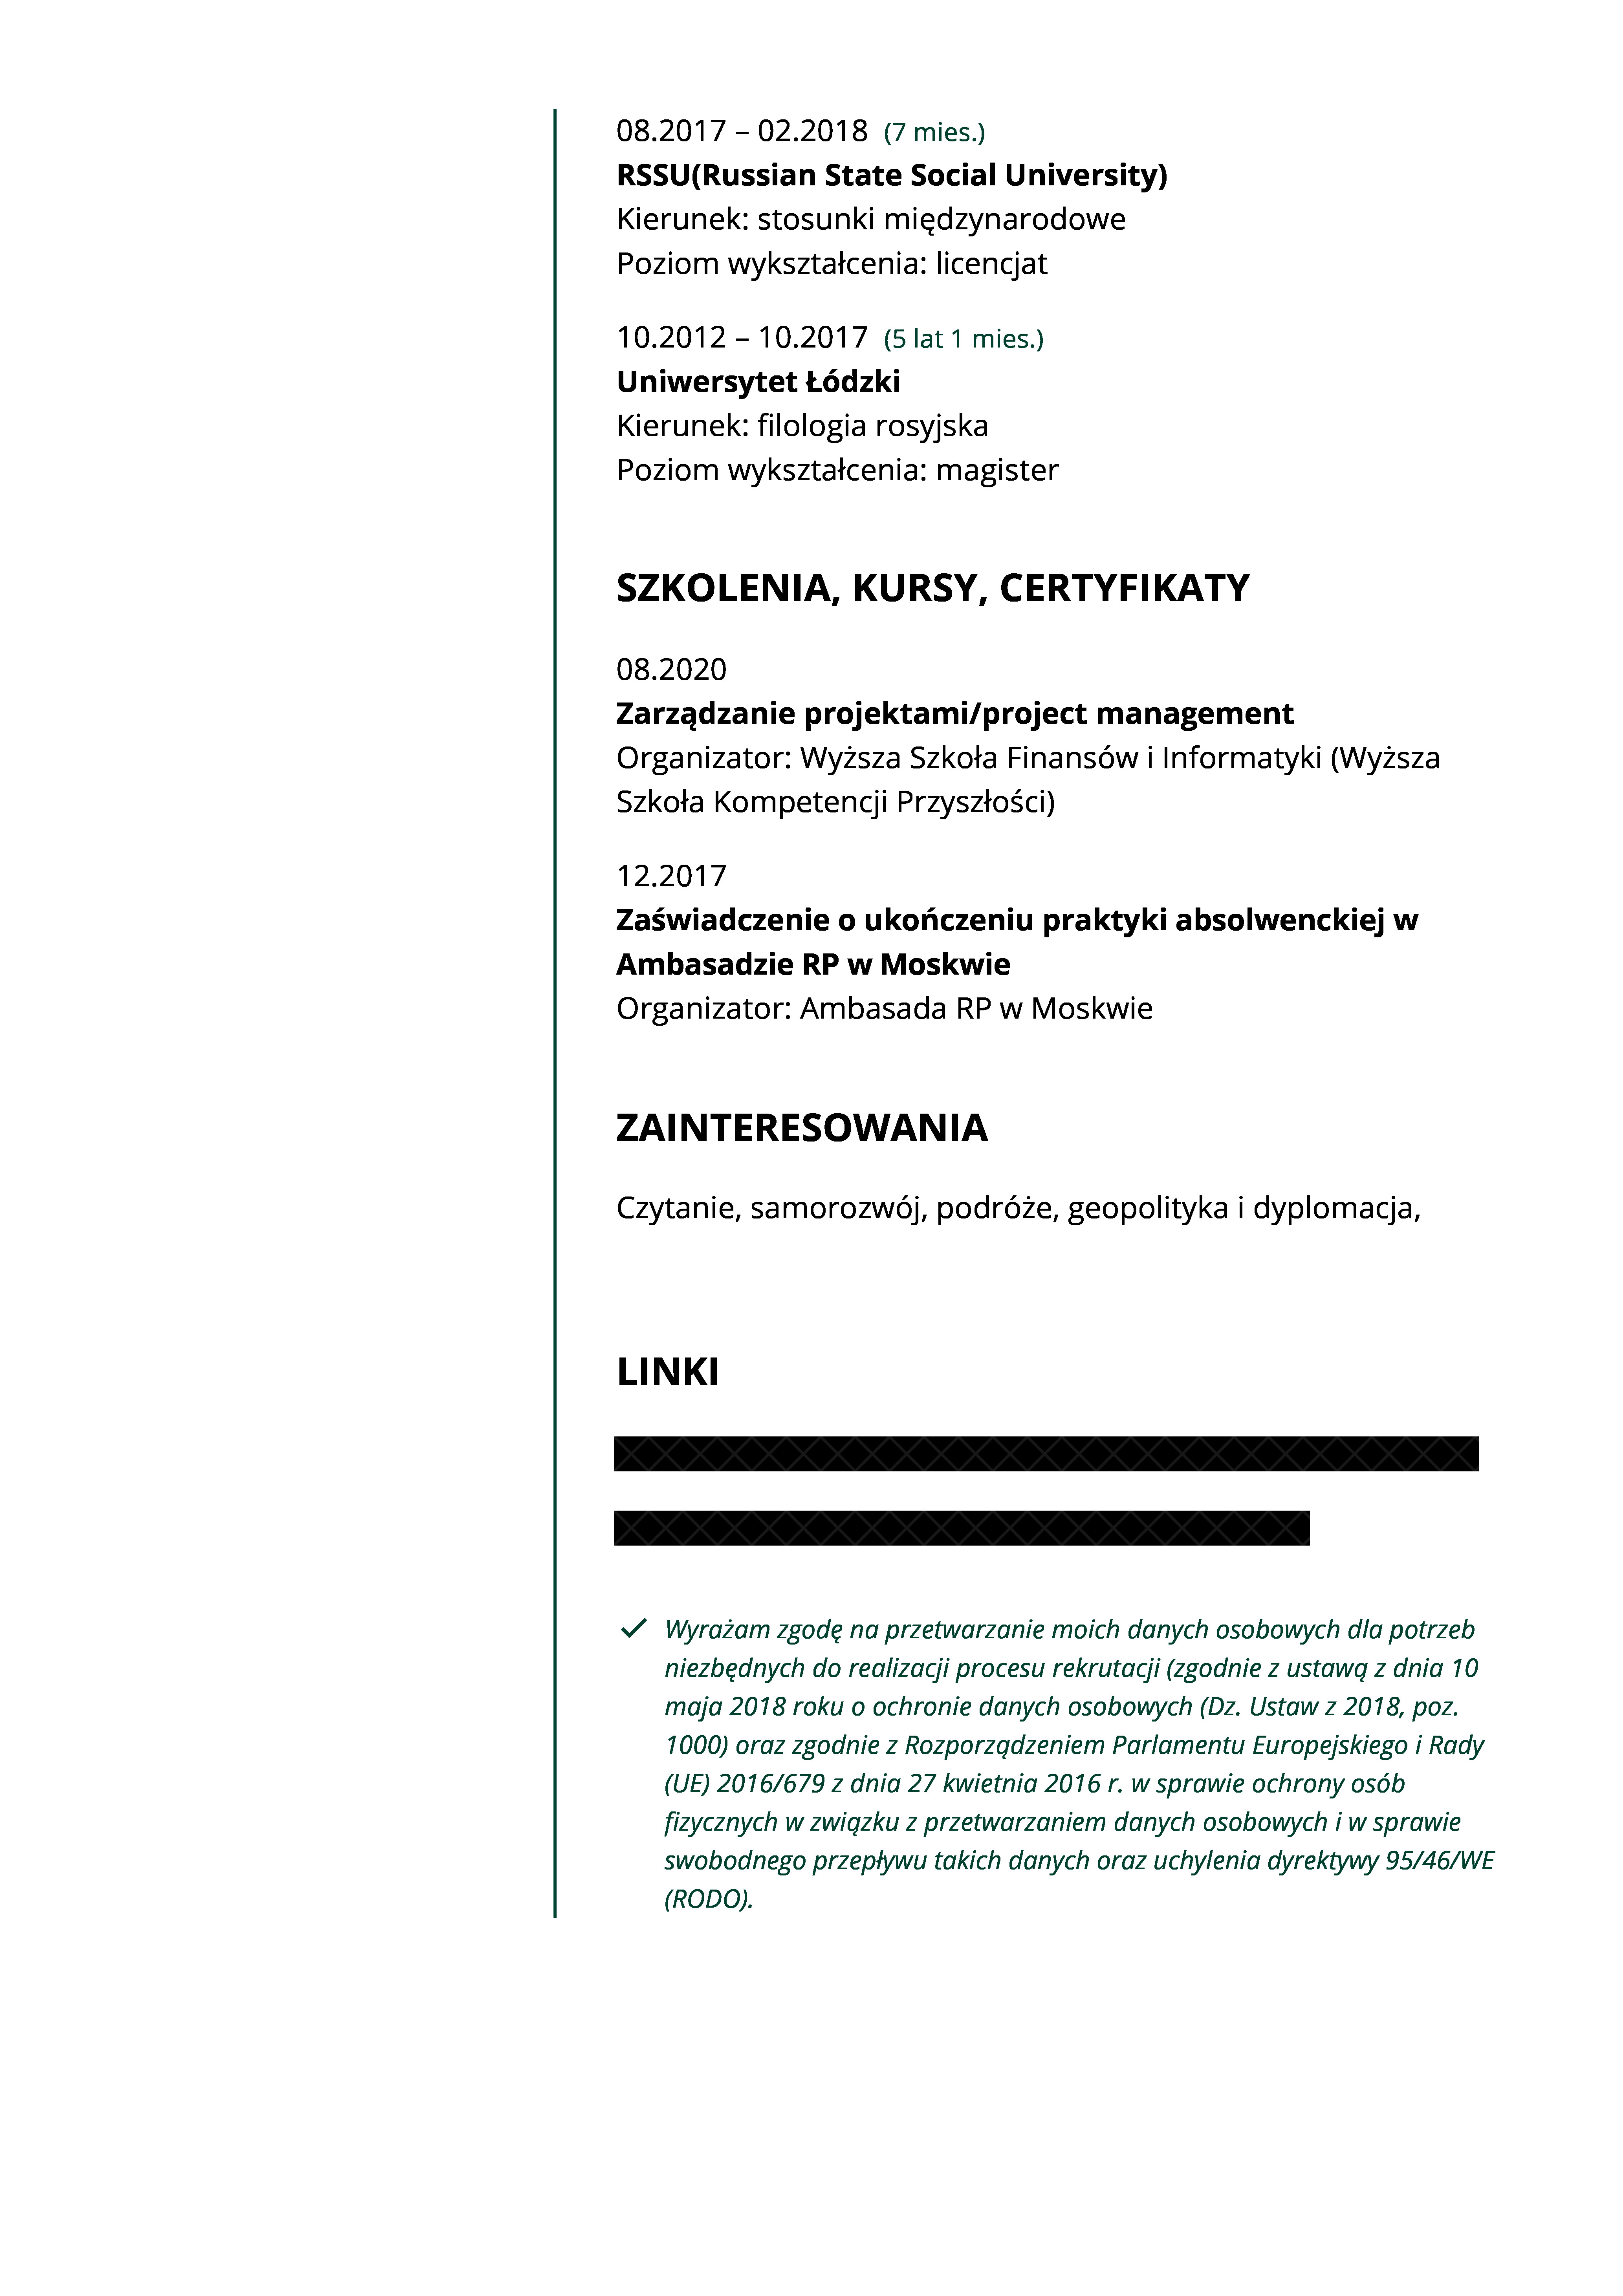 08.2017 – 02.2018 (7 mies.)
RSSU(Russian State Social University)
Kierunek: stosunki międzynarodowe
Poziom wykształcenia: licencjat
10.2012 – 10.2017 (5 lat 1 mies.)
Uniwersytet Łódzki
Kierunek: filologia rosyjska
Poziom wykształcenia: magister
SZKOLENIA, KURSY, CERTYFIKATY
08.2020
Zarządzanie projektami/project management
Organizator: Wyższa Szkoła Finansów i Informatyki (Wyższa
Szkoła Kompetencji Przyszłości)
12.2017
Zaświadczenie o ukończeniu praktyki absolwenckiej w
Ambasadzie RP w Moskwie
Organizator: Ambasada RP w Moskwie
ZAINTERESOWANIA
Czytanie, samorozwój, podróże, geopolityka i dyplomacja,
LINKI
Wyrażam zgodę na przetwarzanie moich danych osobowych dla potrzeb
niezbędnych do realizacji procesu rekrutacji (zgodnie z ustawą z dnia 10
maja 2018 roku o ochronie danych osobowych (Dz. Ustaw z 2018, poz.
1000) oraz zgodnie z Rozporządzeniem Parlamentu Europejskiego i Rady
(UE) 2016/679 z dnia 27 kwietnia 2016 r. w sprawie ochrony osób
fizycznych w związku z przetwarzaniem danych osobowych i w sprawie
swobodnego przepływu takich danych oraz uchylenia dyrektywy 95/46/WE
(RODO).